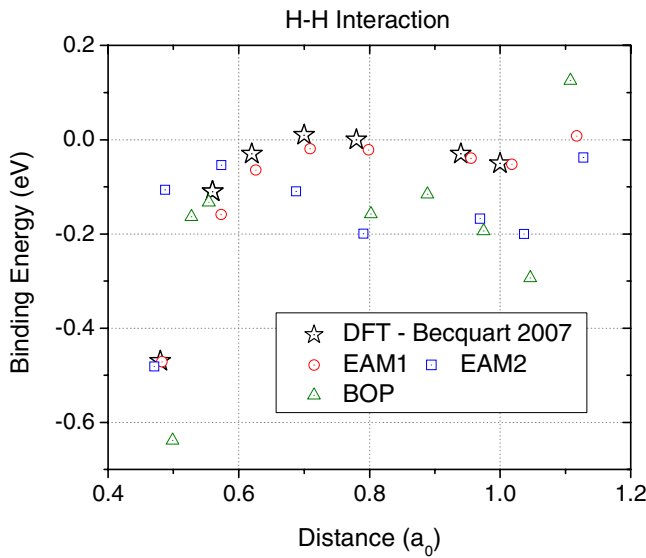 H-H Interaction
0.2
0.0
-0.2
-0.4
-0.6
Binding Energy (eV)
DFT - Becquart 2007
EAM1 EAM2
BOP
0.4 0.6 0.8 1.0 1.2
Distance (a₀)